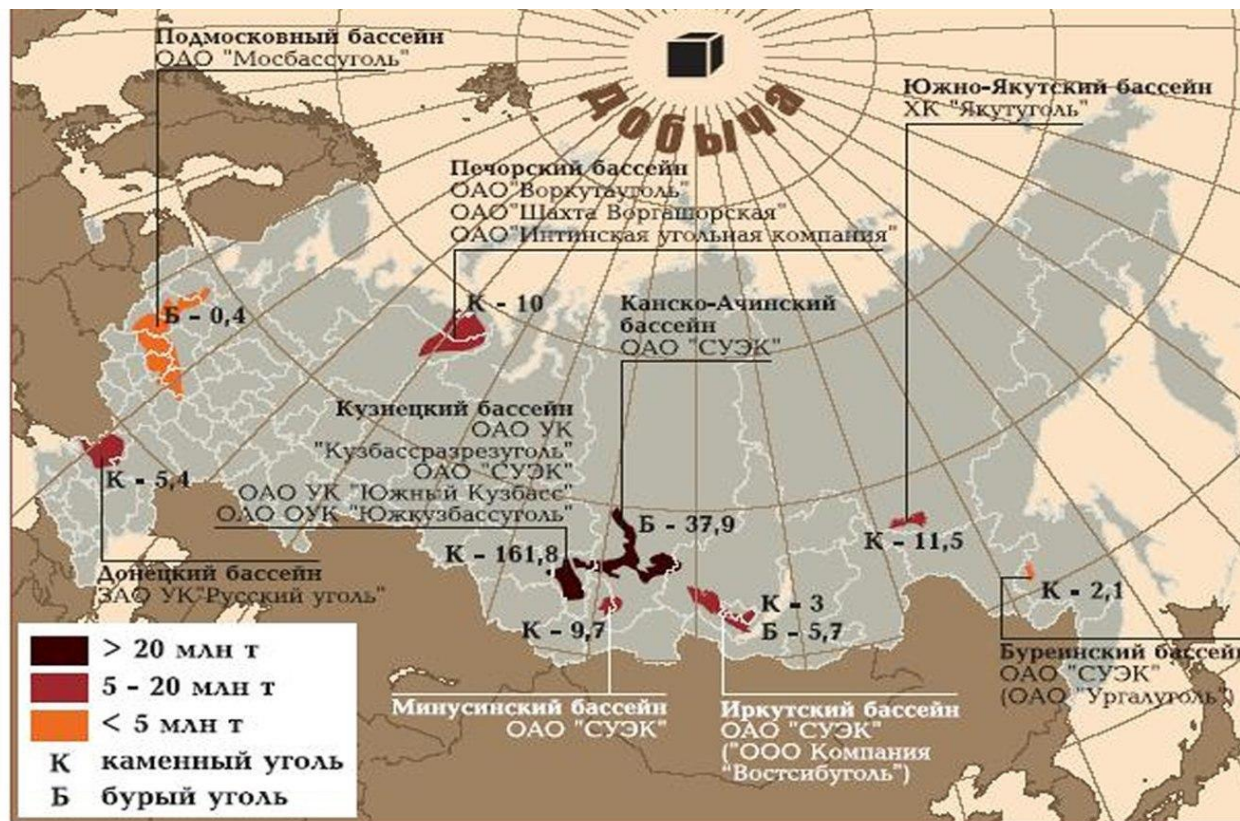 Подмосковный бассейн
ОАО "Мосбассуголь"
добыча
Южно-Якутский бассейн
ХК "Якутуголь"
Печорский бассейн
ОАО"Воркутауголь"
ОАО"Шахта Воргашорская"
ОАО"Интинская угольная компания"
Б - 0,4
К - 10
Канско-Ачинский
бассейн
ОАО "СУЭК"
Кузнецкий бассейн
ОАО УК
"Кузбассразрезуголь"
ОАО "СУЭК"
ОАО УК "Южный Кузбасс"
ОАО ОУК "Южкузбассуголь"
К - 5,4
Б - 37,9
К - 161,8
К - 11,5
Донецкий бассейн
ЗАО УК"Русский уголь"
К - 9,7
К - 3
Б - 5,7
К - 2,1
Буреинский бассейн
ОАО "СУЭК"
(ОАО "Ургалуголь")
Минусинский бассейн
ОАО "СУЭК"
Иркутский бассейн
ОАО "СУЭК"
("ООО Компания
"Востсибуголь")
> 20 млн т
5 - 20 млн т
< 5 млн т
К каменный уголь
Б бурый уголь